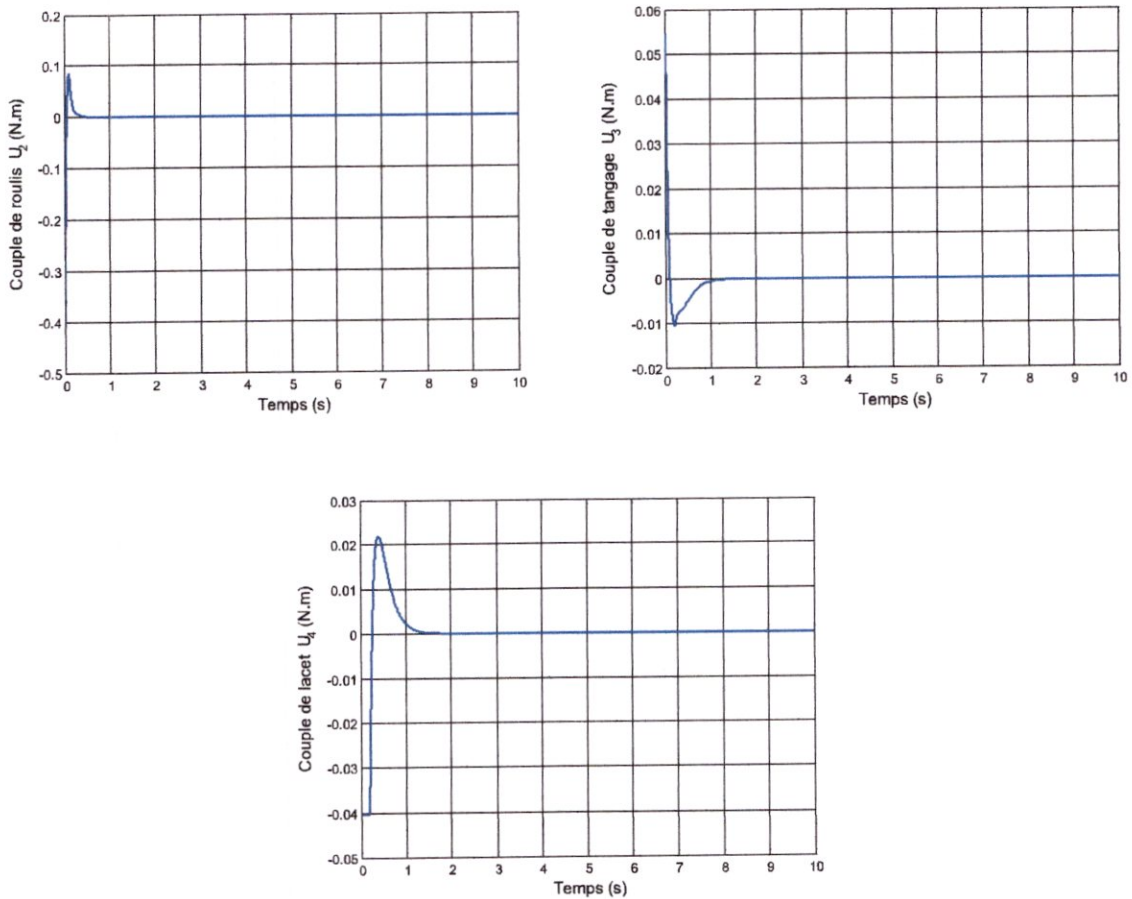 0.2
0.1
0
-0.1
-0.2
-0.3
-0.4
-0.5
0 1 2 3 4 5 6 7 8 9 10
Temps (s)
Couple de roulis U2 (N.m)
0.06
0.05
0.04
0.03
0.02
0.01
0
-0.01
-0.02
0 1 2 3 4 5 6 7 8 9 10
Temps (s)
Couple de tangage U3 (N.m)
0.03
0.02
0.01
0
-0.01
-0.02
-0.03
-0.04
-0.05
0 1 2 3 4 5 6 7 8 9 10
Temps (s)
Couple de lacet U4 (N.m)